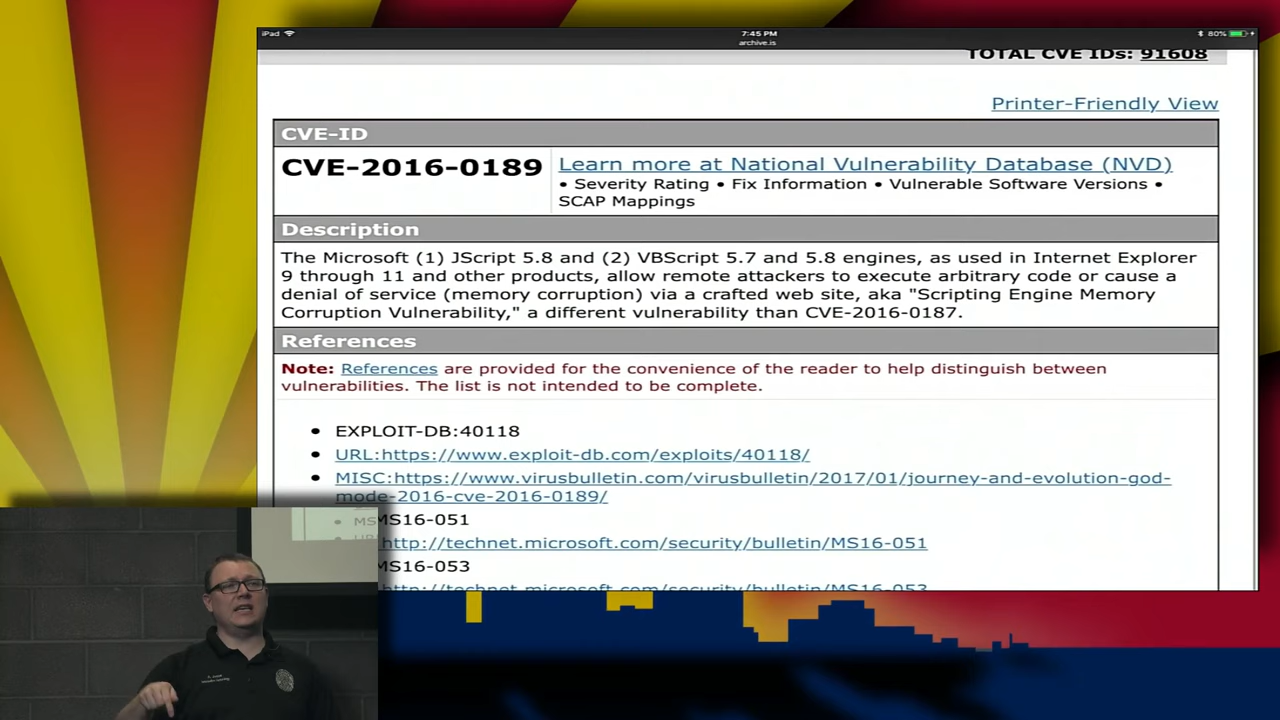 iPad 7:45 PM 80%
archive.is
TOTAL CVE IDs: 91608
Printer-Friendly View
CVE-ID
CVE-2016-0189
Learn more at National Vulnerability Database (NVD)
• Severity Rating • Fix Information • Vulnerable Software Versions •
SCAP Mappings
Description
The Microsoft (1) JScript 5.8 and (2) VBScript 5.7 and 5.8 engines, as used in Internet Explorer
9 through 11 and other products, allow remote attackers to execute arbitrary code or cause a
denial of service (memory corruption) via a crafted web site, aka "Scripting Engine Memory
Corruption Vulnerability," a different vulnerability than CVE-2016-0187.
References
Note: References are provided for the convenience of the reader to help distinguish between
vulnerabilities. The list is not intended to be complete.
• EXPLOIT-DB:40118
• URL:https://www.exploit-db.com/exploits/40118/
• MISC:https://www.virusbulletin.com/virusbulletin/2017/01/journey-and-evolution-god-
mode-2016-cve-2016-0189/
MS16-051
http://technet.microsoft.com/security/bulletin/MS16-051
MS16-053
http://technet.microsoft.com/security/bulletin/MS16-053